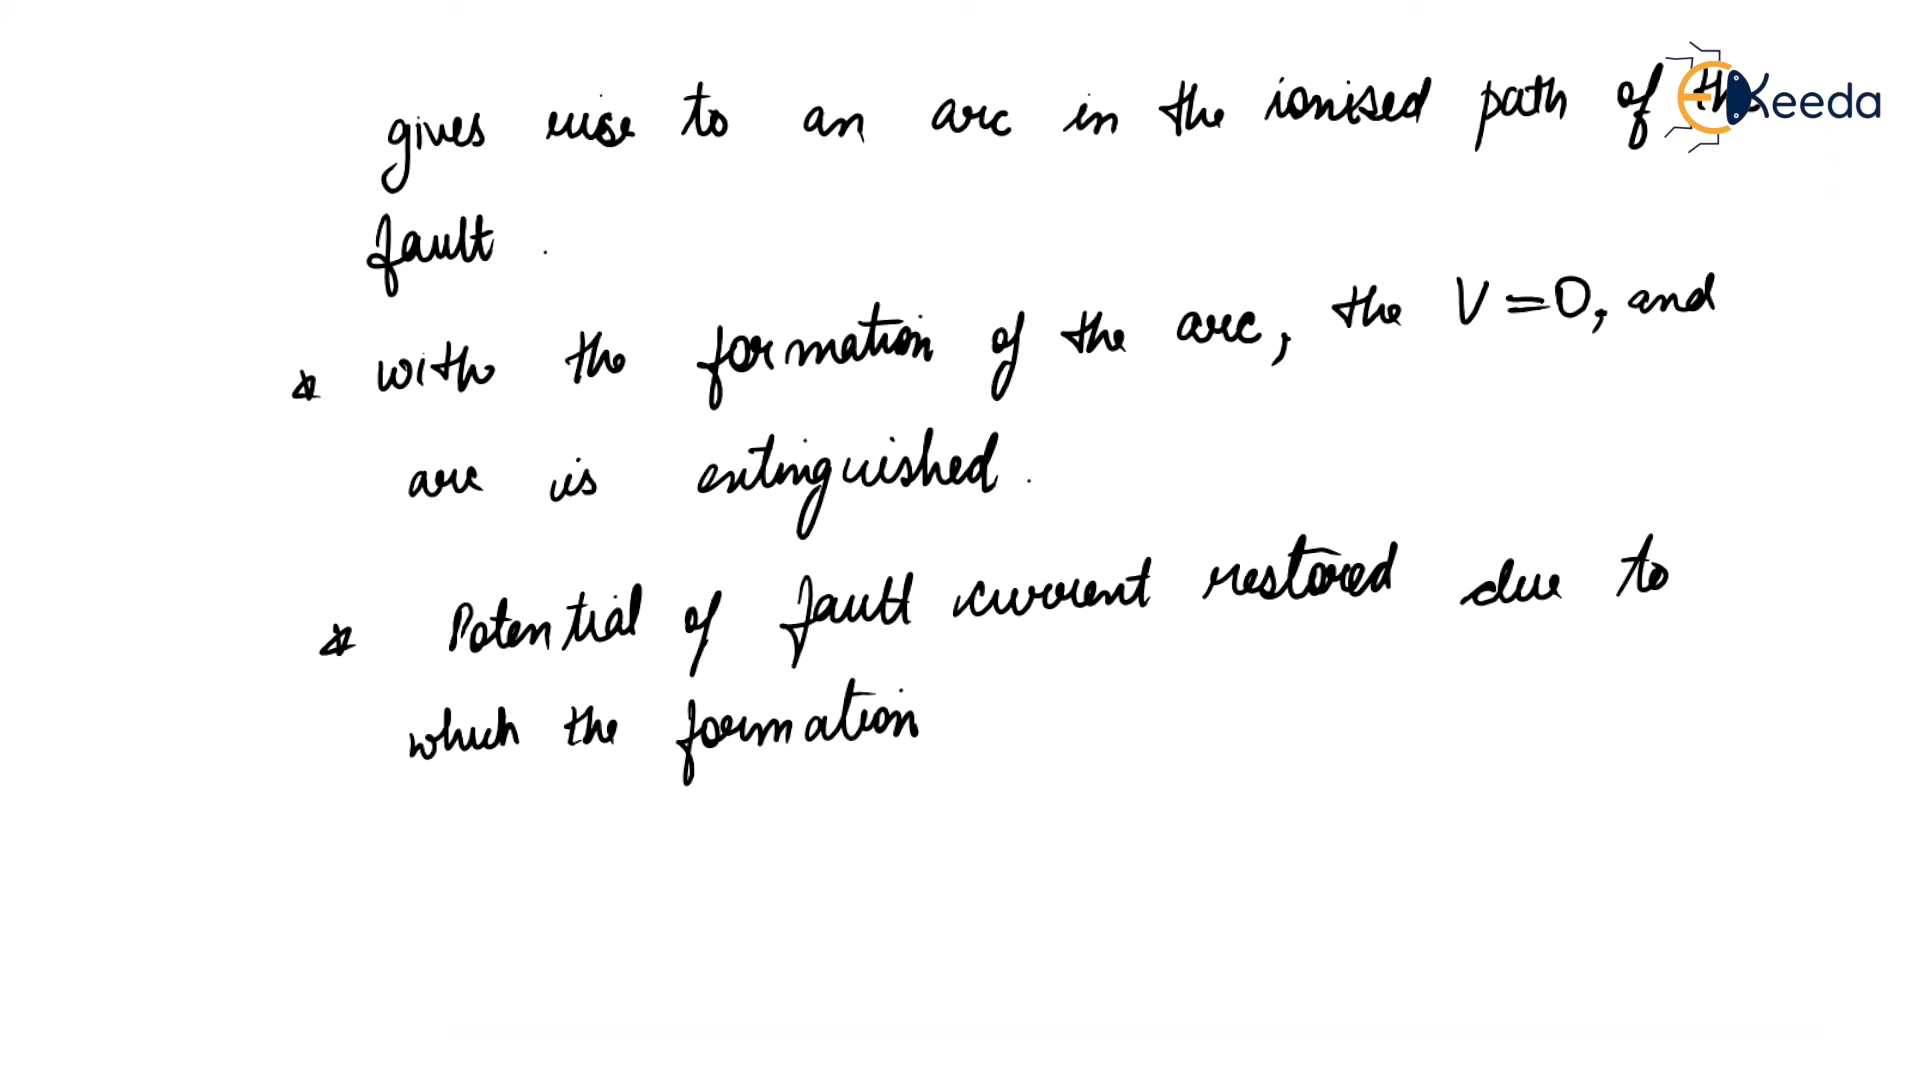 gives rise to an arc in the ionised path of the
Keeda
fault.
* with the formation of the arc, the V=0, and
arc is extinguished.
* Potential of fault current restored due to
which the formation